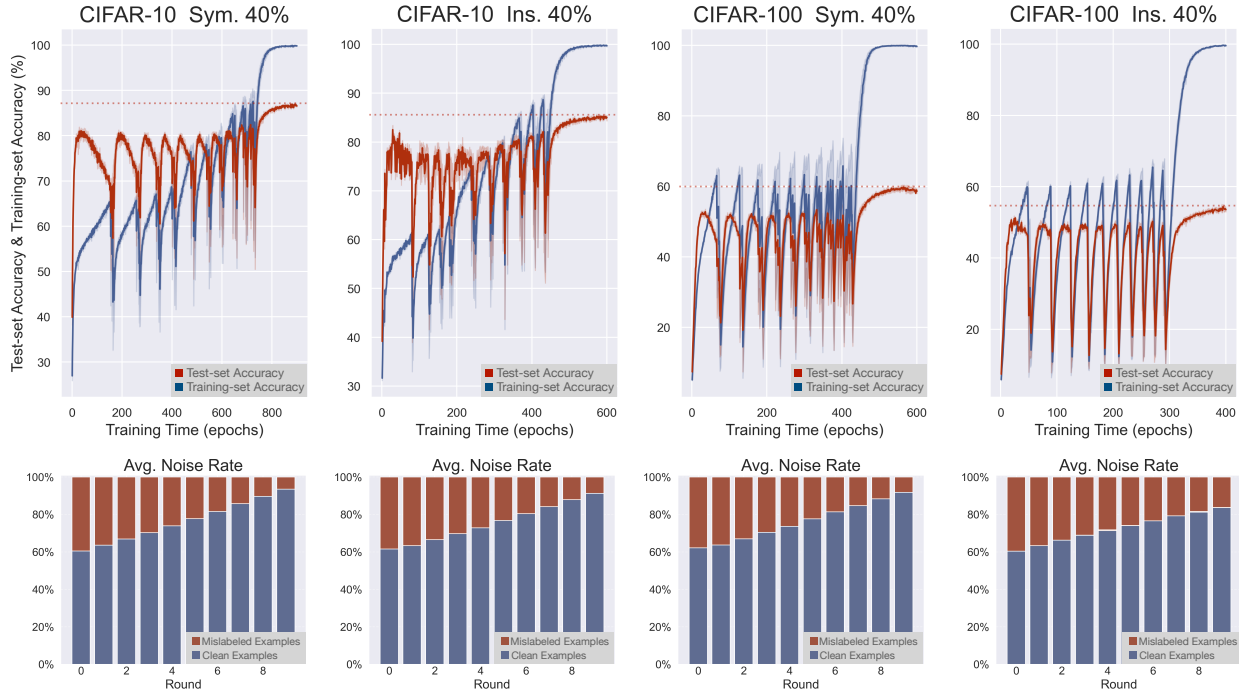 CIFAR-10 Sym. 40%
CIFAR-10 Ins. 40%
CIFAR-100 Sym. 40%
CIFAR-100 Ins. 40%
Test-set Accuracy & Training-set Accuracy (%)
100
90
80
70
60
50
40
30
0 200 400 600 800
Training Time (epochs)
Test-set Accuracy
Training-set Accuracy
100
90
80
70
60
50
40
30
0 200 400 600
Training Time (epochs)
Test-set Accuracy
Training-set Accuracy
100
80
60
40
20
0 200 400 600
Training Time (epochs)
Test-set Accuracy
Training-set Accuracy
100
80
60
40
20
0 100 200 300 400
Training Time (epochs)
Test-set Accuracy
Training-set Accuracy
Avg. Noise Rate
100%
80%
60%
40%
20%
0%
Mislabeled Examples
Clean Examples
0 2 4 6 8
Round
Avg. Noise Rate
100%
80%
60%
40%
20%
0%
Mislabeled Examples
Clean Examples
0 2 4 6 8
Round
Avg. Noise Rate
100%
80%
60%
40%
20%
0%
Mislabeled Examples
Clean Examples
0 2 4 6 8
Round
Avg. Noise Rate
100%
80%
60%
40%
20%
0%
Mislabeled Examples
Clean Examples
0 2 4 6 8
Round